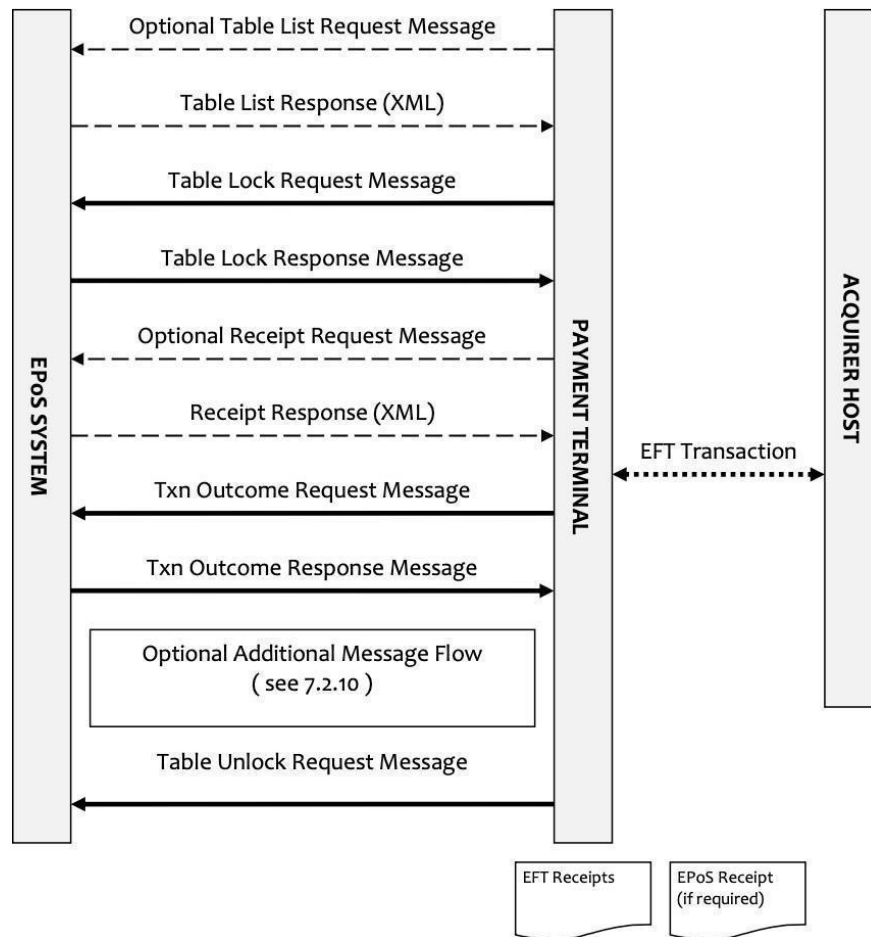 Optional Table List Request Message
Table List Response (XML)
Table Lock Request Message
Table Lock Response Message
Optional Receipt Request Message
Receipt Response (XML)
Txn Outcome Request Message
Txn Outcome Response Message
Optional Additional Message Flow
( see 7.2.10 )
Table Unlock Request Message
EPoS SYSTEM
PAYMENT TERMINAL
EFT Transaction
ACQUIRER HOST
EFT Receipts
EPoS Receipt
(if required)